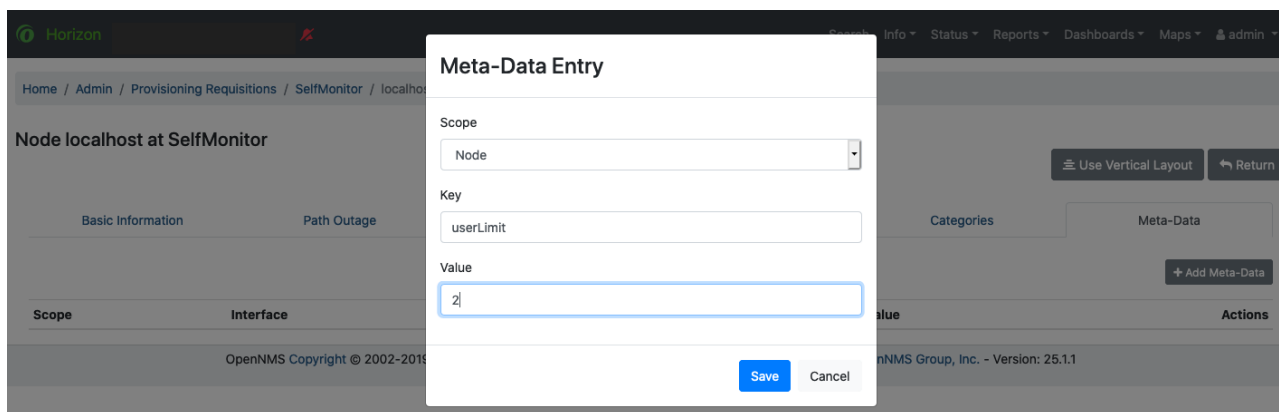 Horizon
Search Info Status Reports Dashboards Maps admin
Meta-Data Entry
Home / Admin / Provisioning Requisitions / SelfMonitor / localho
Scope
Node localhost at SelfMonitor
Node
Use Vertical Layout Return
Key
Basic Information Path Outage Categories Meta-Data
userLimit
Value
+ Add Meta-Data
2
Scope Interface alue Actions
OpenNMS Copyright © 2002-2019 nNMS Group, Inc. - Version: 25.1.1
Save Cancel